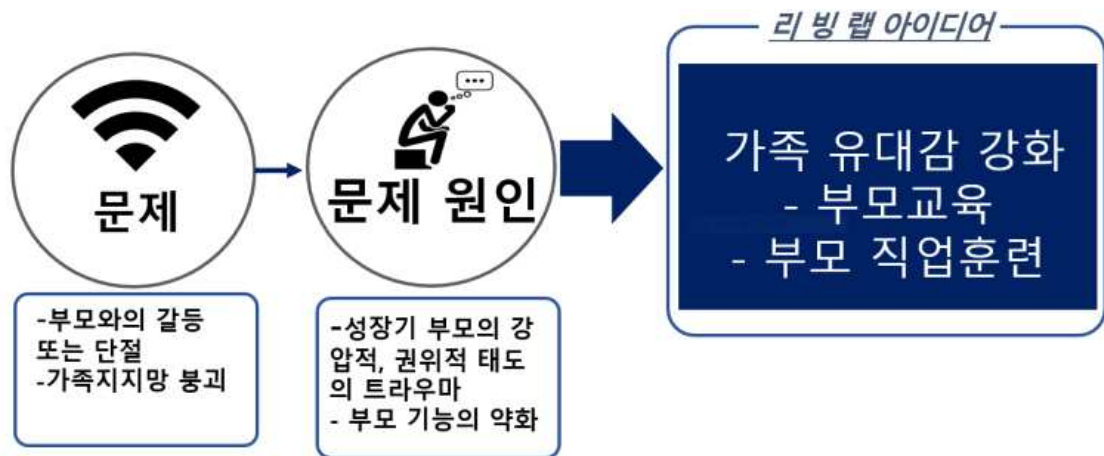 리 빙 랩 아이디어
문제
문제 원인
가족 유대감 강화
- 부모교육
- 부모 직업훈련
-부모와의 갈등
또는 단절
-가족지지망 붕괴
-성장기 부모의 강
압적, 권위적 태도
의 트라우마
- 부모 기능의 약화